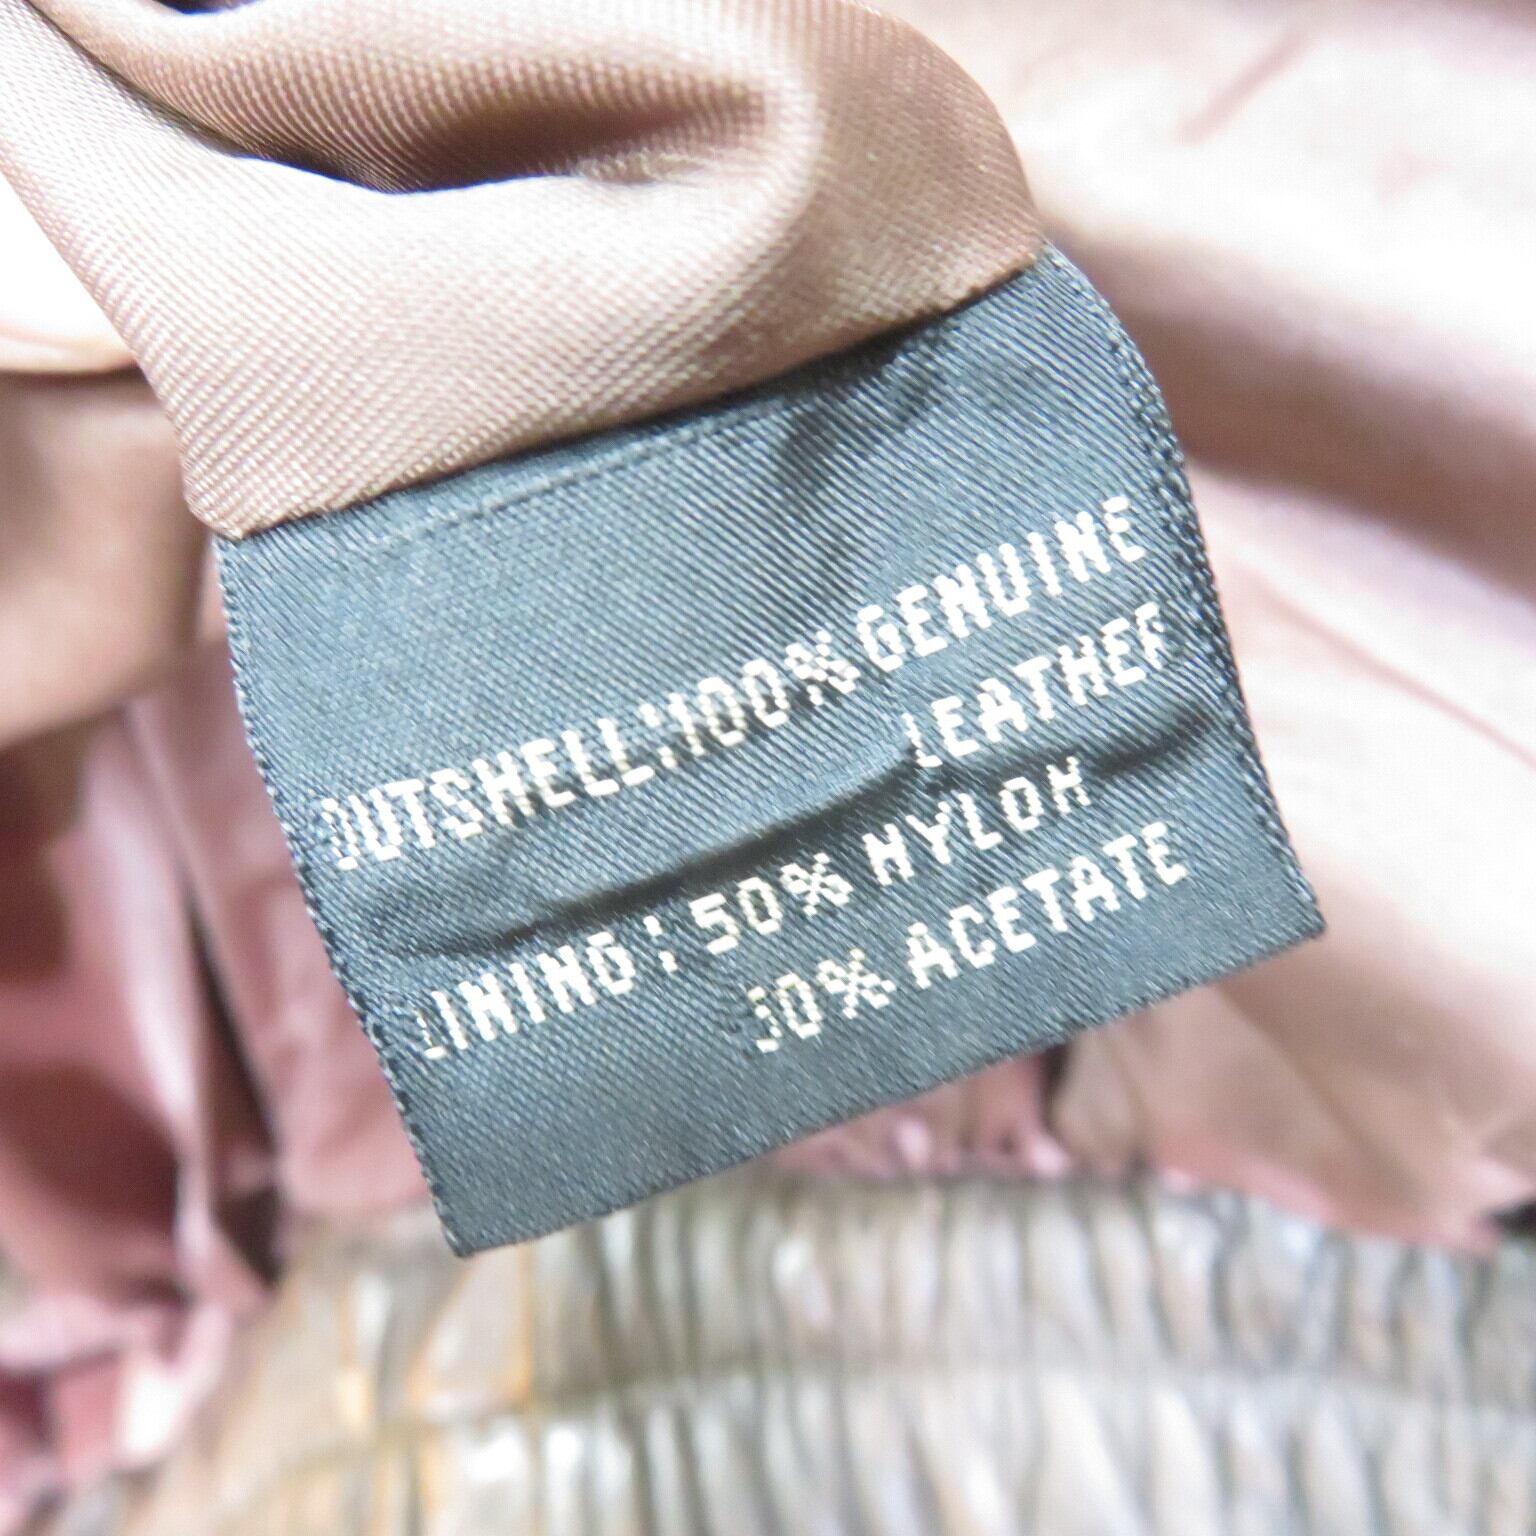 OUTSHELL:100% GENUINE
LEATHER
LINING: 50% NYLON
50% ACETATE